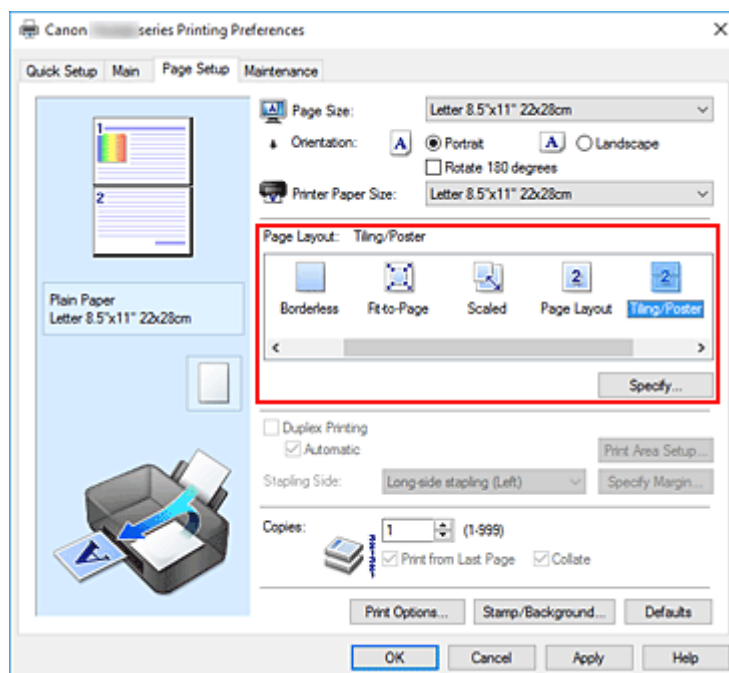 Canon series Printing Preferences
Quick Setup Main Page Setup Maintenance
1
2
Plain Paper
Letter 8.5"x11" 22x28cm
Page Size: Letter 8.5"x11" 22x28cm
Orientation: A Portrait A Landscape
Rotate 180 degrees
Printer Paper Size: Letter 8.5"x11" 22x28cm
Page Layout: Tiling/Poster
2 2
Borderless Fit-to-Page Scaled Page Layout Tiling/Poster
Specify...
Duplex Printing
Automatic Print Area Setup...
Stapling Side: Long-side stapling (Left) Specify Margin...
Copies: 1 (1-999)
Print from Last Page Collate
A
Print Options... Stamp/Background... Defaults
OK Cancel Apply Help